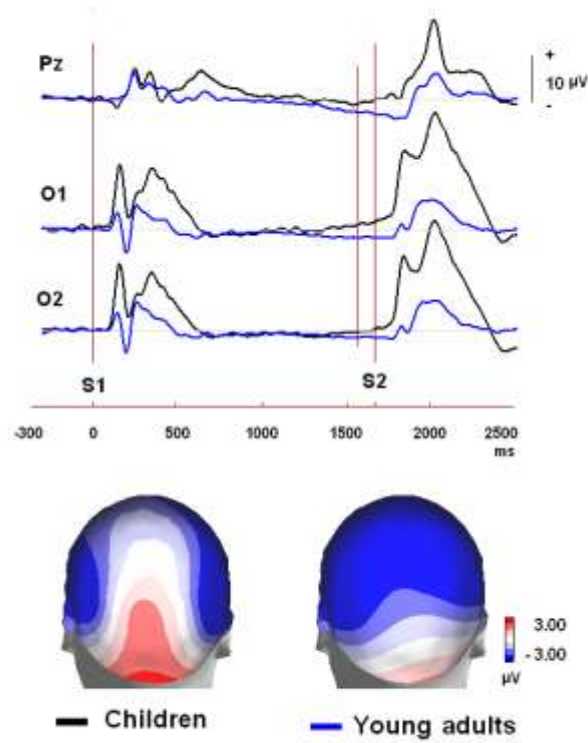 Pz
+
10 µV
-
O1
O2
S1 S2
-300 0 500 1000 1500 2000 2500
ms
3.00
- 3.00
µV
Children Young adults